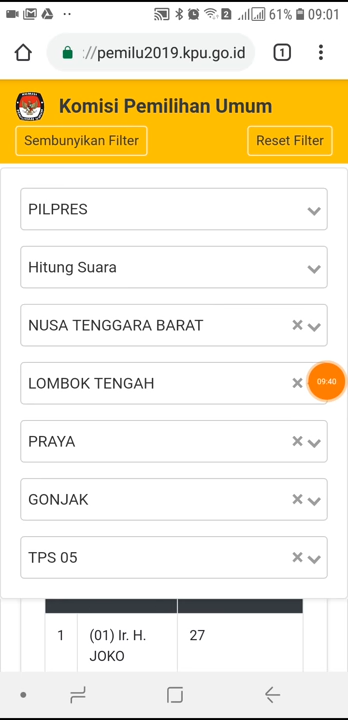 61% 09:01
://pemilu2019.kpu.go.id 1
Komisi Pemilihan Umum
Sembunyikan Filter Reset Filter
PILPRES
Hitung Suara
NUSA TENGGARA BARAT
LOMBOK TENGAH
09:40
PRAYA
GONJAK
TPS 05
1 (01) Ir. H. 27
JOKO